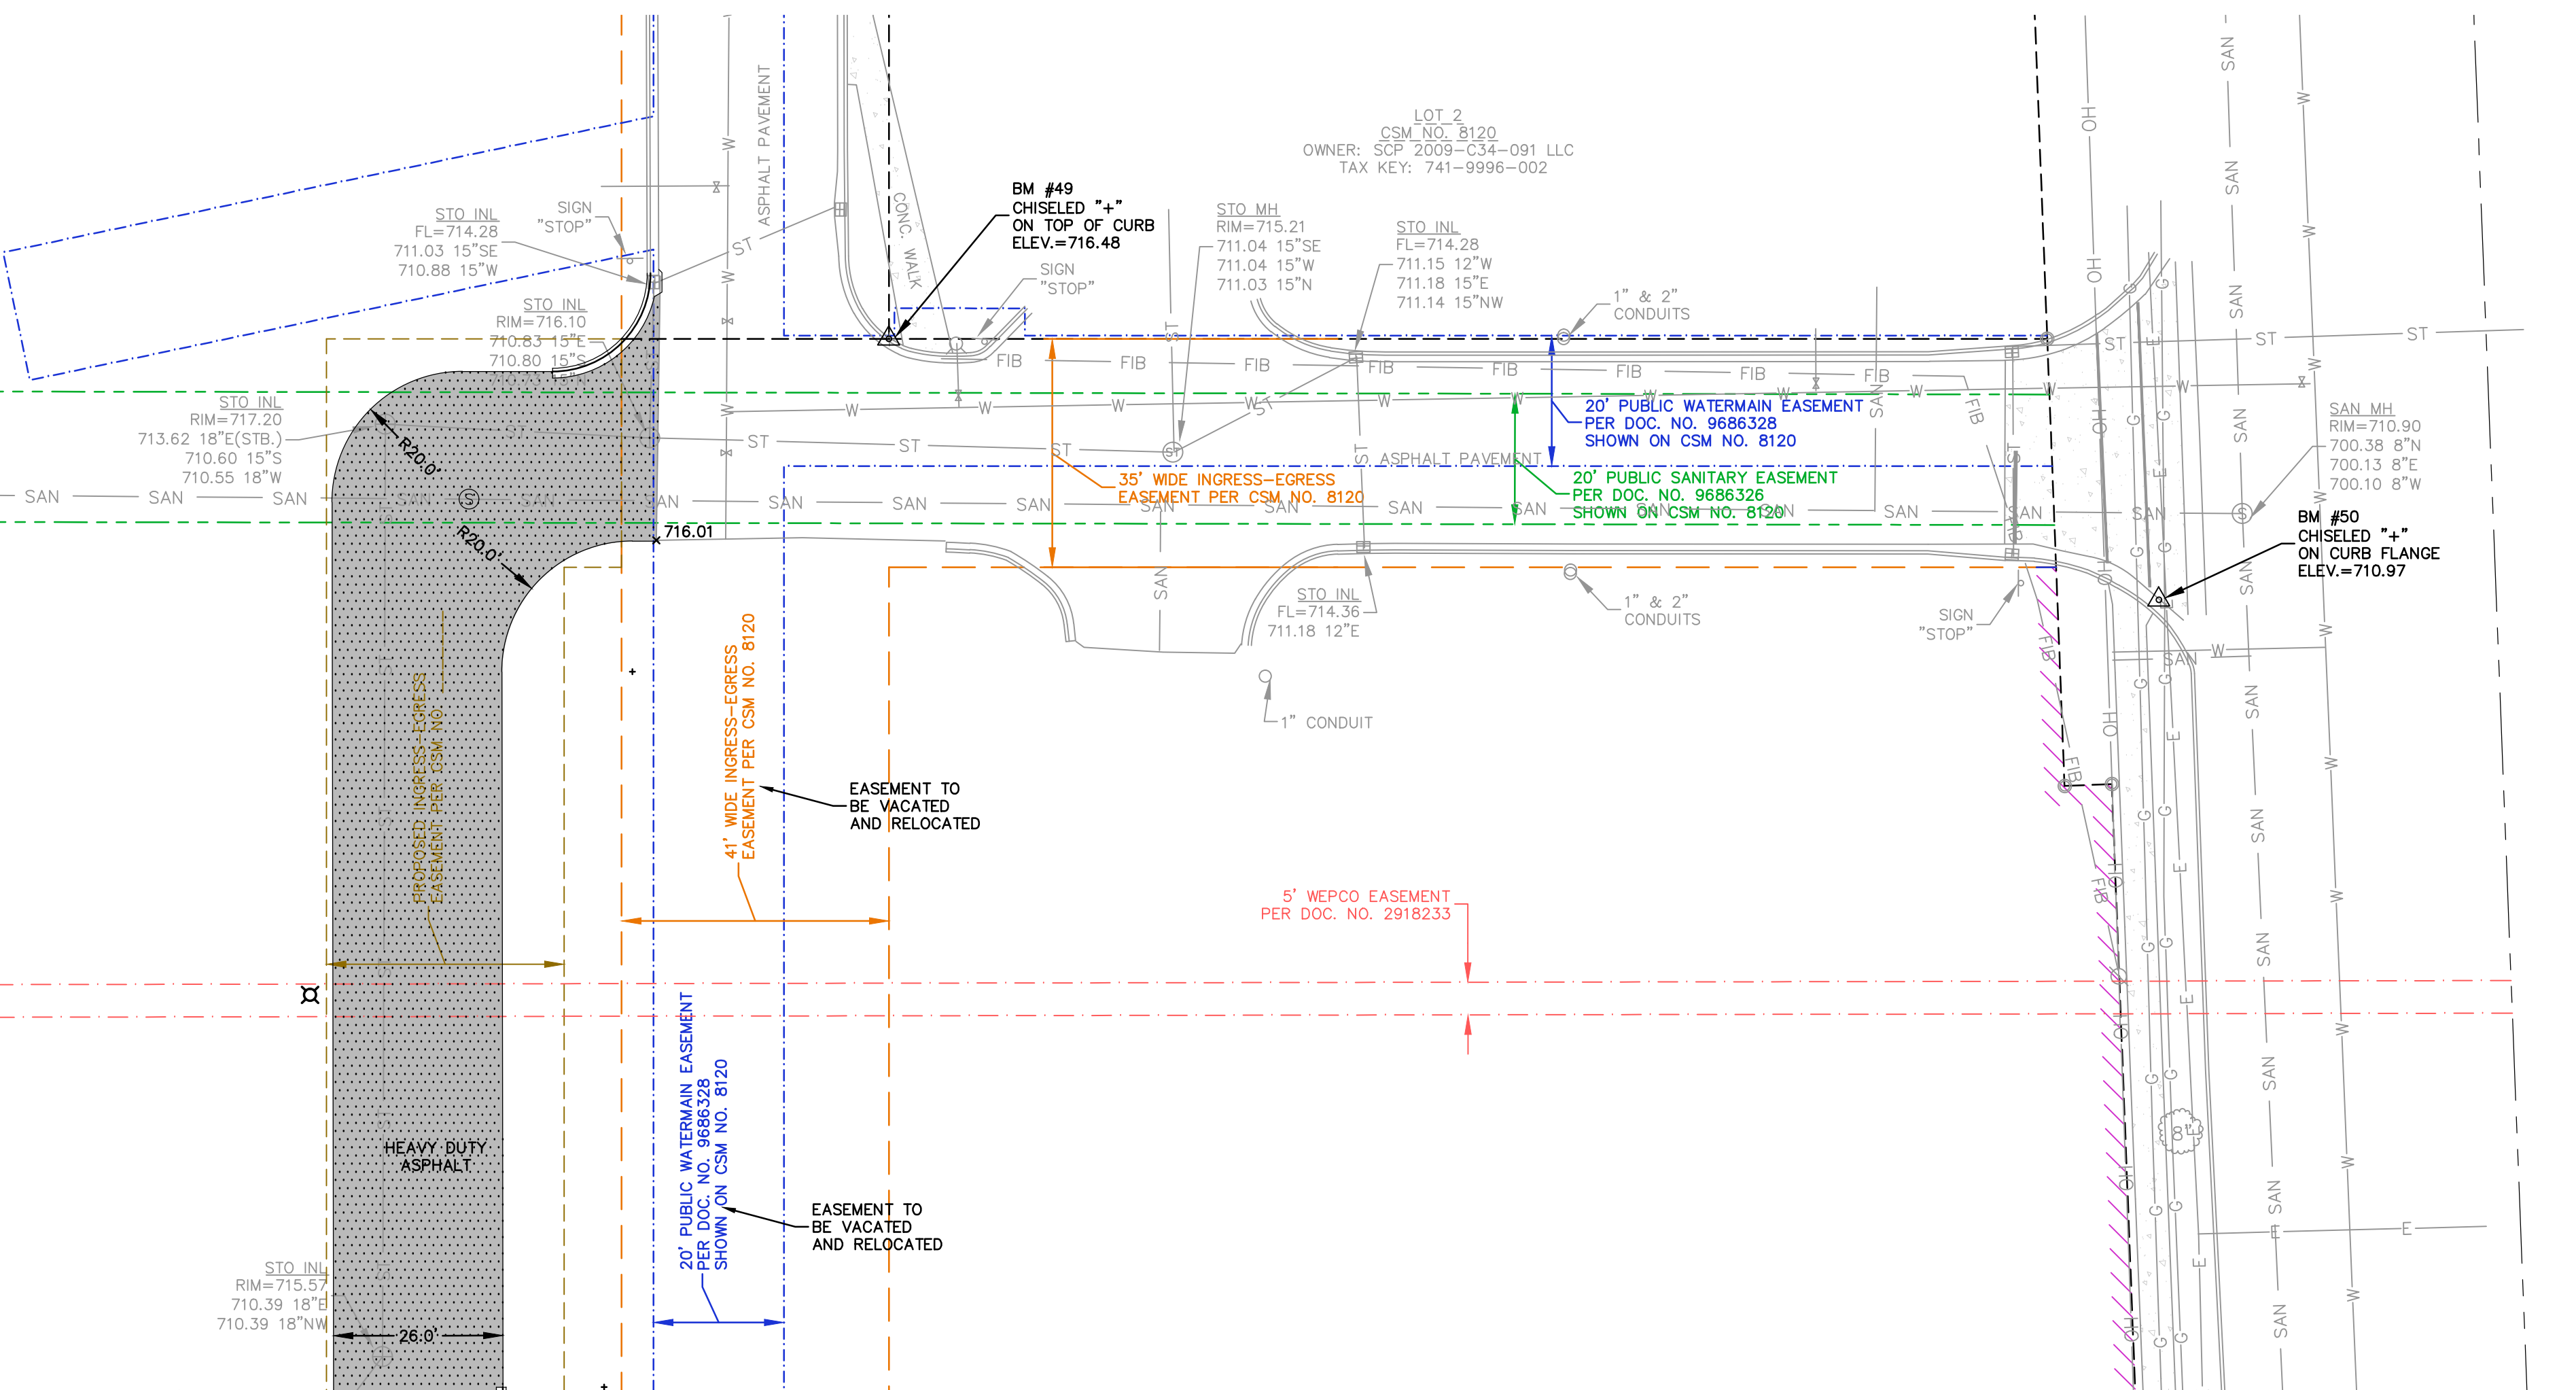 LOT 2
CSM NO. 8120
OWNER: SCP 2009-C34-091 LLC
TAX KEY: 741-9996-002
ASPHALT PAVEMENT
CONC. WALK
BM #49
CHISELED "+"
ON TOP OF CURB
ELEV.=716.48
SIGN
"STOP"
STO INL
FL=714.28
711.03 15"SE
710.88 15"W
SIGN
"STOP"
STO MH
RIM=715.21
711.04 15"SE
711.04 15"W
711.03 15"N
STO INL
FL=714.28
711.15 12"W
711.18 15"E
711.14 15"NW
1" & 2"
CONDUITS
STO INL
RIM=716.10
710.83 15"E
710.80 15"S
STO INL
RIM=717.20
713.62 18"E(STB.)
710.60 15"S
710.55 18"W
R20.0'
R20.0'
716.01
35' WIDE INGRESS-EGRESS
EASEMENT PER CSM NO. 8120
20' PUBLIC WATERMAIN EASEMENT
PER DOC. NO. 9686328
SHOWN ON CSM NO. 8120
ASPHALT PAVEMENT
20' PUBLIC SANITARY EASEMENT
PER DOC. NO. 9686326
SHOWN ON CSM NO. 8120
SAN MH
RIM=710.90
700.38 8"N
700.13 8"E
700.10 8"W
BM #50
CHISELED "+"
ON CURB FLANGE
ELEV.=710.97
STO INL
FL=714.36
711.18 12"E
1" & 2"
CONDUITS
SIGN
"STOP"
1" CONDUIT
PROPOSED INGRESS-EGRESS
EASEMENT PER CSM NO
41' WIDE INGRESS-EGRESS
EASEMENT PER CSM NO. 8120
EASEMENT TO
BE VACATED
AND RELOCATED
5' WEPCO EASEMENT
PER DOC. NO. 2918233
20' PUBLIC WATERMAIN EASEMENT
PER DOC. NO. 9686328
SHOWN ON CSM NO. 8120
EASEMENT TO
BE VACATED
AND RELOCATED
HEAVY DUTY
ASPHALT
STO INL
RIM=715.57
710.39 18"E
710.39 18"NW
26.0'
8"
ST
FIB
W
SAN
OH
G
E